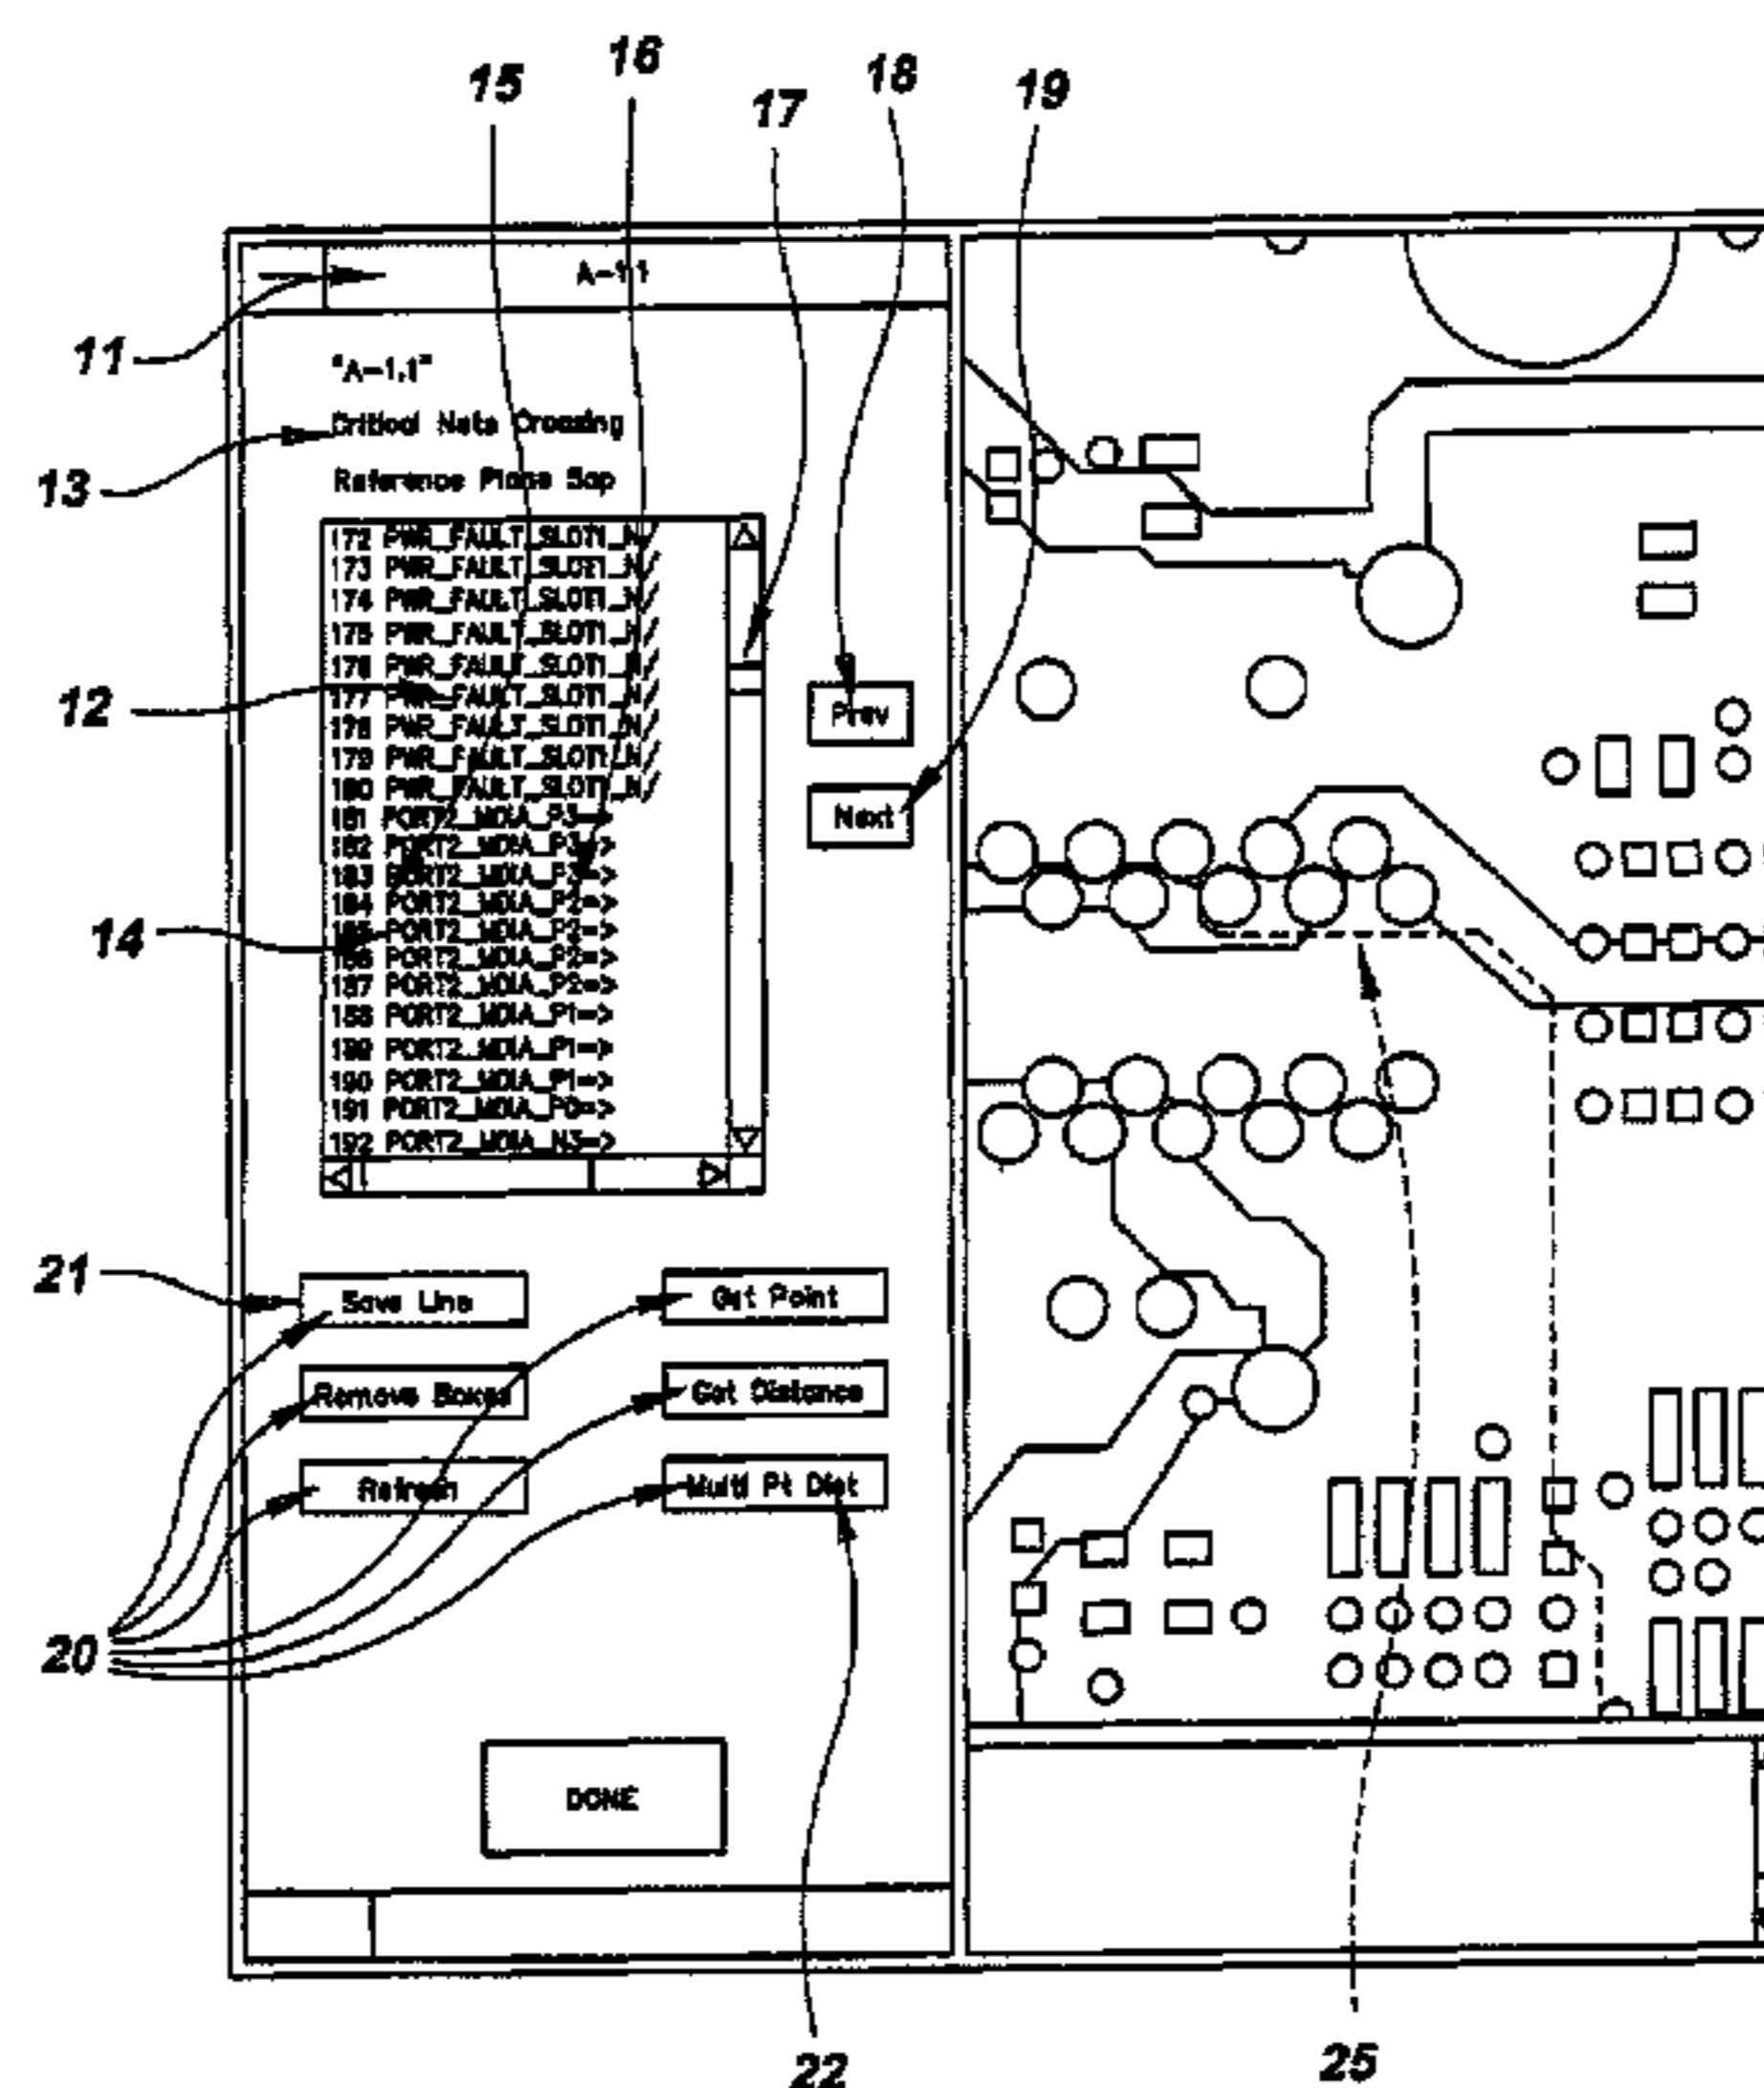 15
16
17
18
19
A-1.1
11
"A-1.1"
Critical Nets Crossing
13
Reference Plane Gap
172 PWR_FAULT_SLOT1_N/
173 PWR_FAULT_SLOT1_N/
174 PWR_FAULT_SLOT1_N/
175 PWR_FAULT_SLOT1_N/
176 PWR_FAULT_SLOT1_N/
12
177 PWR_FAULT_SLOT1_N/
Prev
178 PWR_FAULT_SLOT1_N/
179 PWR_FAULT_SLOT1_N/
180 PWR_FAULT_SLOT1_N/
181 PORT2_MDIA_P3=>
Next
182 PORT2_MDIA_P3=>
183 PORT2_MDIA_P3=>
184 PORT2_MDIA_P2=>
14
185 PORT2_MDIA_P2=>
186 PORT2_MDIA_P2=>
187 PORT2_MDIA_P2=>
188 PORT2_MDIA_P1=>
189 PORT2_MDIA_P1=>
190 PORT2_MDIA_P1=>
191 PORT2_MDIA_P0=>
192 PORT2_MDIA_N3=>
21
Save Line
Get Point
Remove Boxes
Get Distance
Refresh
Multi Pt Dist
20
DONE
22
25